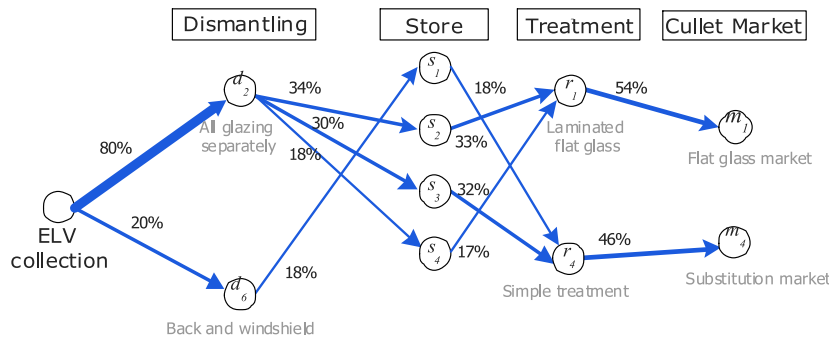 Dismantling
Store
Treatment
Cullet Market
s1
d2
34%
18%
r1
54%
m1
All glazing
separately
30%
s2
33%
Laminated
flat glass
Flat glass market
80%
18%
s3
32%
ELV
collection
20%
s4
17%
r4
46%
m4
18%
d6
Simple treatment
Substitution market
Back and windshield